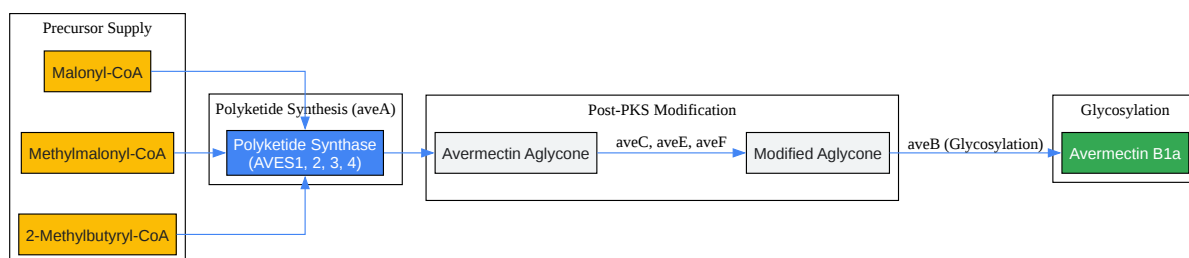 Precursor Supply
Malonyl-CoA
Methylmalonyl-CoA
2-Methylbutyryl-CoA
Polyketide Synthesis (aveA)
Polyketide Synthase
(AVES1, 2, 3, 4)
Post-PKS Modification
Avermectin Aglycone
aveC, aveE, aveF
Modified Aglycone
aveB (Glycosylation)
Glycosylation
Avermectin B1a